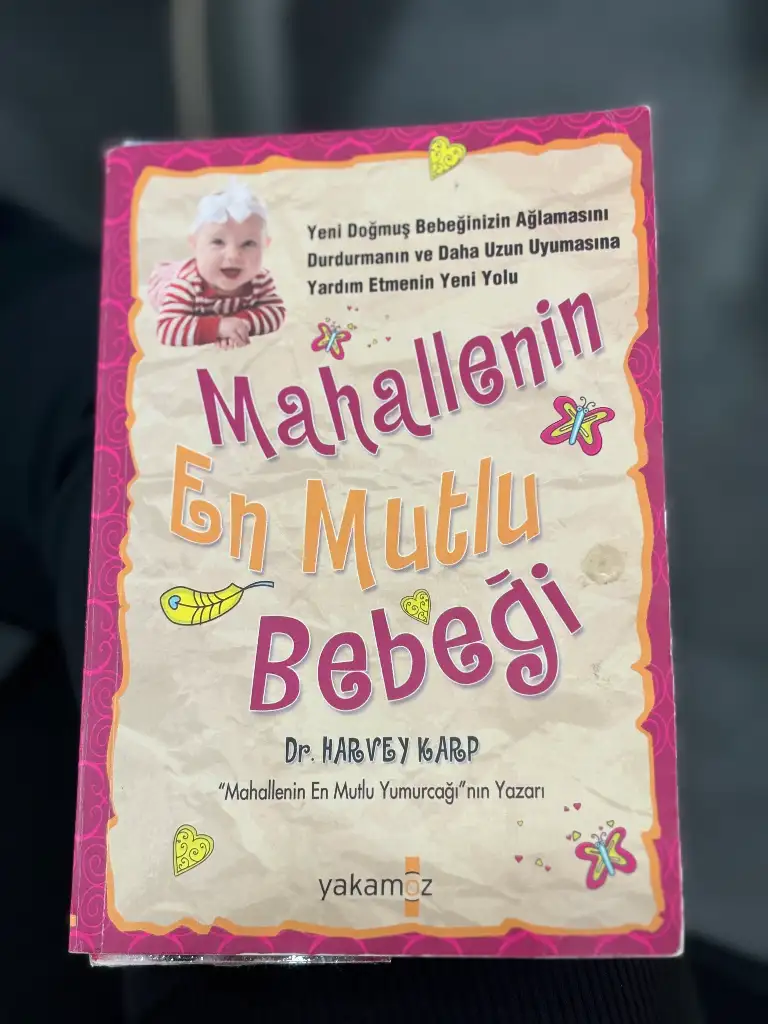 Yeni Doğmuş Bebeğinizin Ağlamasını
Durdurmanın ve Daha Uzun Uyumasına
Yardım Etmenin Yeni Yolu
Mahallenin
En Mutlu
Bebeği
Dr. HARVEY KARP
"Mahallenin En Mutlu Yumurcağı"nın Yazarı
yakamoz